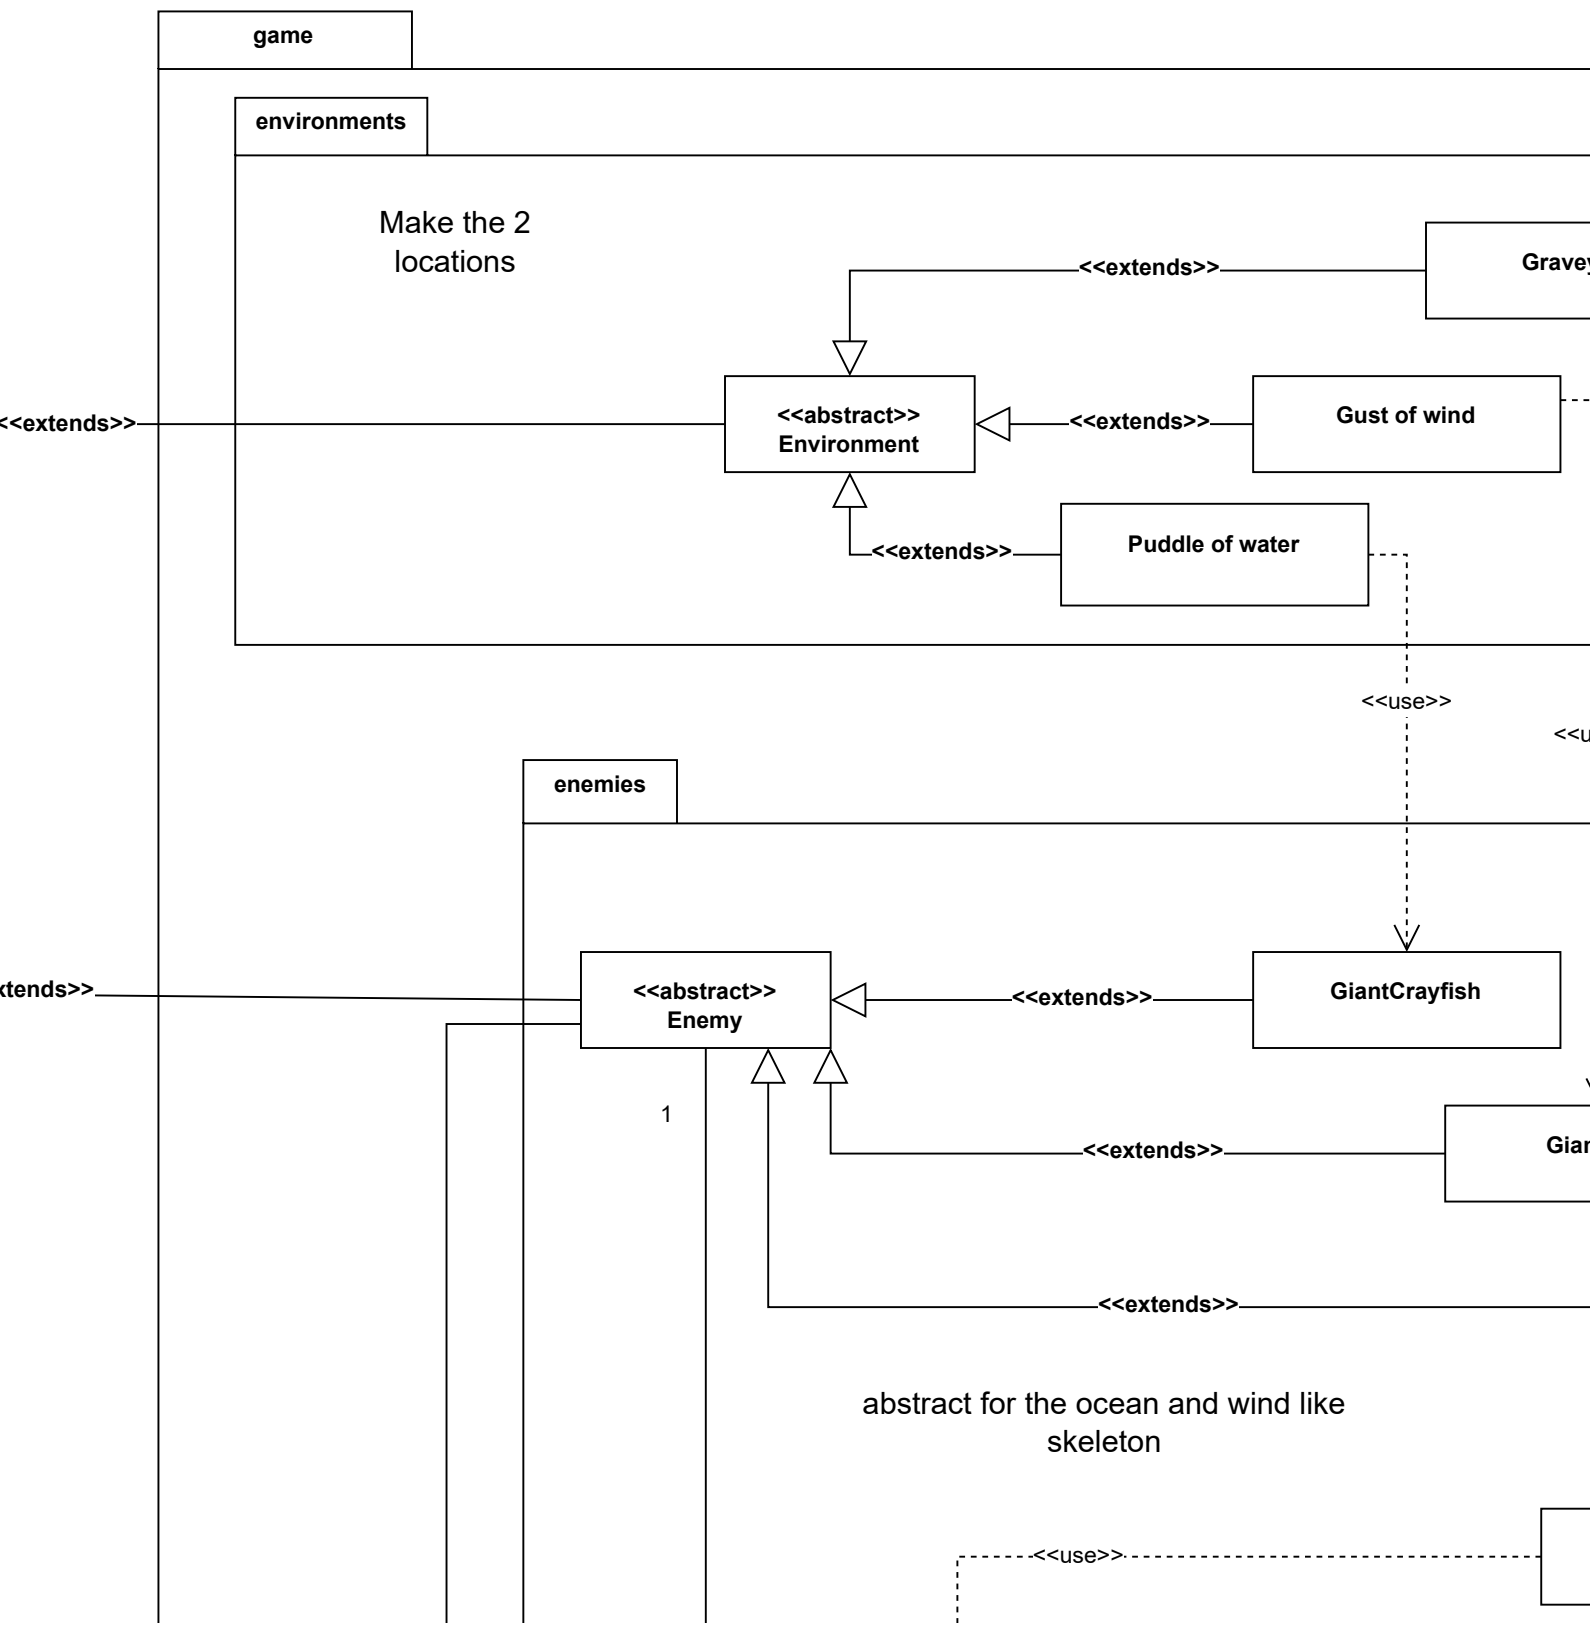 game
environments
Make the 2
locations
<<extends>>
Gravey
<<extends>>
<<abstract>>
Environment
<<extends>>
Gust of wind
<<extends>>
Puddle of water
<<use>>
<<u
enemies
xtends>>
<<abstract>>
Enemy
<<extends>>
GiantCrayfish
1
<<extends>>
Gian
<<extends>>
abstract for the ocean and wind like
skeleton
<<use>>